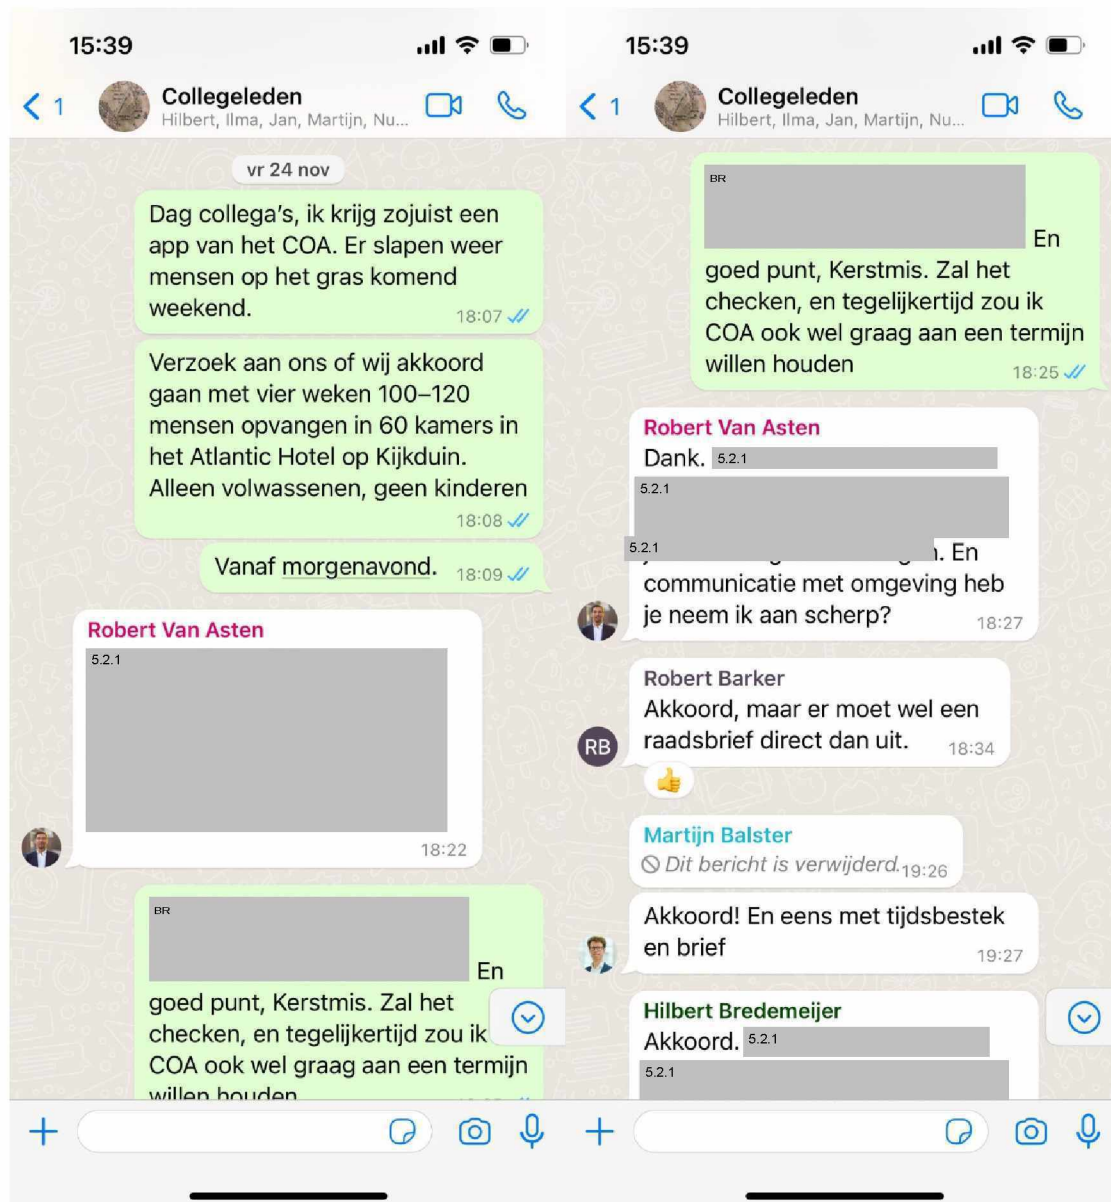 15:39
1
Collegeleden
Hilbert, Ilma, Jan, Martijn, Nu...
vr 24 nov
Dag collega's, ik krijg zojuist een
app van het COA. Er slapen weer
mensen op het gras komend
weekend.
18:07
Verzoek aan ons of wij akkoord
gaan met vier weken 100–120
mensen opvangen in 60 kamers in
het Atlantic Hotel op Kijkduin.
Alleen volwassenen, geen kinderen
18:08
Vanaf morgenavond.
18:09
Robert Van Asten
5.2.1
18:22
BR
En
goed punt, Kerstmis. Zal het
checken, en tegelijkertijd zou ik
COA ook wel graag aan een termijn
willen houden
15:39
1
Collegeleden
Hilbert, Ilma, Jan, Martijn, Nu...
BR
En
goed punt, Kerstmis. Zal het
checken, en tegelijkertijd zou ik
COA ook wel graag aan een termijn
willen houden
18:25
Robert Van Asten
Dank. 5.2.1
5.2.1
5.2.1
En
communicatie met omgeving heb
je neem ik aan scherp?
18:27
Robert Barker
RB
Akkoord, maar er moet wel een
raadsbrief direct dan uit.
18:34
👍
Martijn Balster
Dit bericht is verwijderd.
19:26
Akkoord! En eens met tijdsbestek
en brief
19:27
Hilbert Bredemeijer
Akkoord. 5.2.1
5.2.1